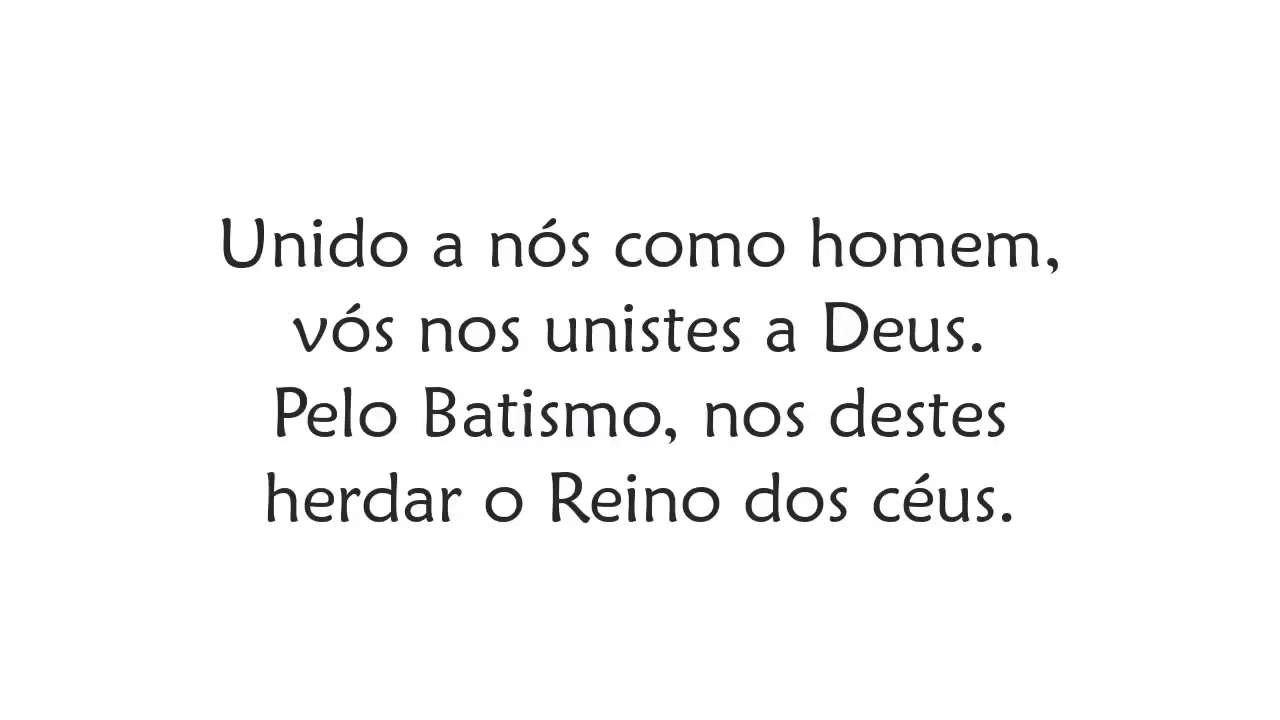 Unido a nós como homem,
vós nos unistes a Deus.
Pelo Batismo, nos destes
herdar o Reino dos céus.